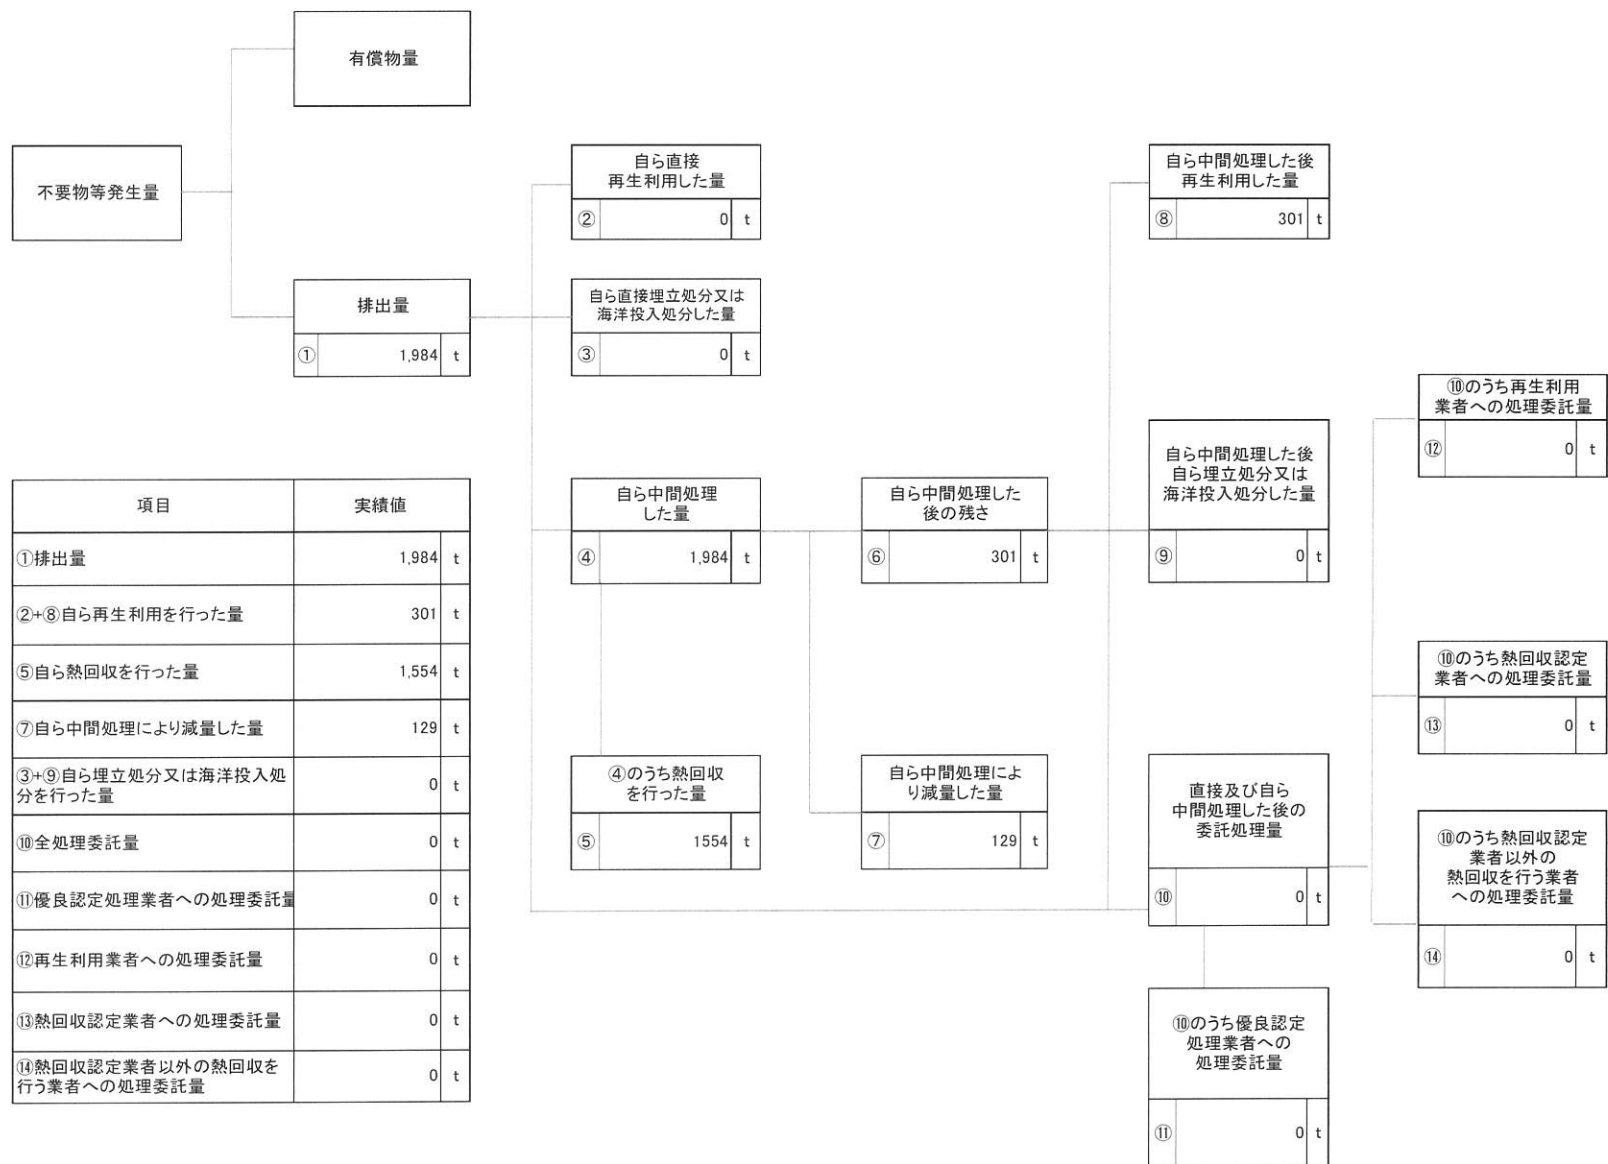 有償物量
不要物等発生量
自ら直接
再生利用した量
② 0 t
自ら中間処理した後
再生利用した量
⑧ 301 t
排出量
① 1,984 t
自ら直接埋立処分又は
海洋投入処分した量
③ 0 t
⑩のうち再生利用
業者への処理委託量
⑫ 0 t
自ら中間処理した後
自ら埋立処分又は
海洋投入処分した量
⑨ 0 t
自ら中間処理
した量
④ 1,984 t
自ら中間処理した
後の残さ
⑥ 301 t
⑩のうち熱回収認定
業者への処理委託量
⑬ 0 t
④のうち熱回収
を行った量
⑤ 1554 t
自ら中間処理によ
り減量した量
⑦ 129 t
直接及び自ら
中間処理した後の
委託処理量
⑩ 0 t
⑩のうち熱回収認定
業者以外の
熱回収を行う業者
への処理委託量
⑭ 0 t
⑩のうち優良認定
処理業者への
処理委託量
⑪ 0 t
項目 実績値
①排出量 1,984 t
②+⑧自ら再生利用を行った量 301 t
⑤自ら熱回収を行った量 1,554 t
⑦自ら中間処理により減量した量 129 t
③+⑨自ら埋立処分又は海洋投入処
分を行った量 0 t
⑩全処理委託量 0 t
⑪優良認定処理業者への処理委託量 0 t
⑫再生利用業者への処理委託量 0 t
⑬熱回収認定業者への処理委託量 0 t
⑭熱回収認定業者以外の熱回収を
行う業者への処理委託量 0 t